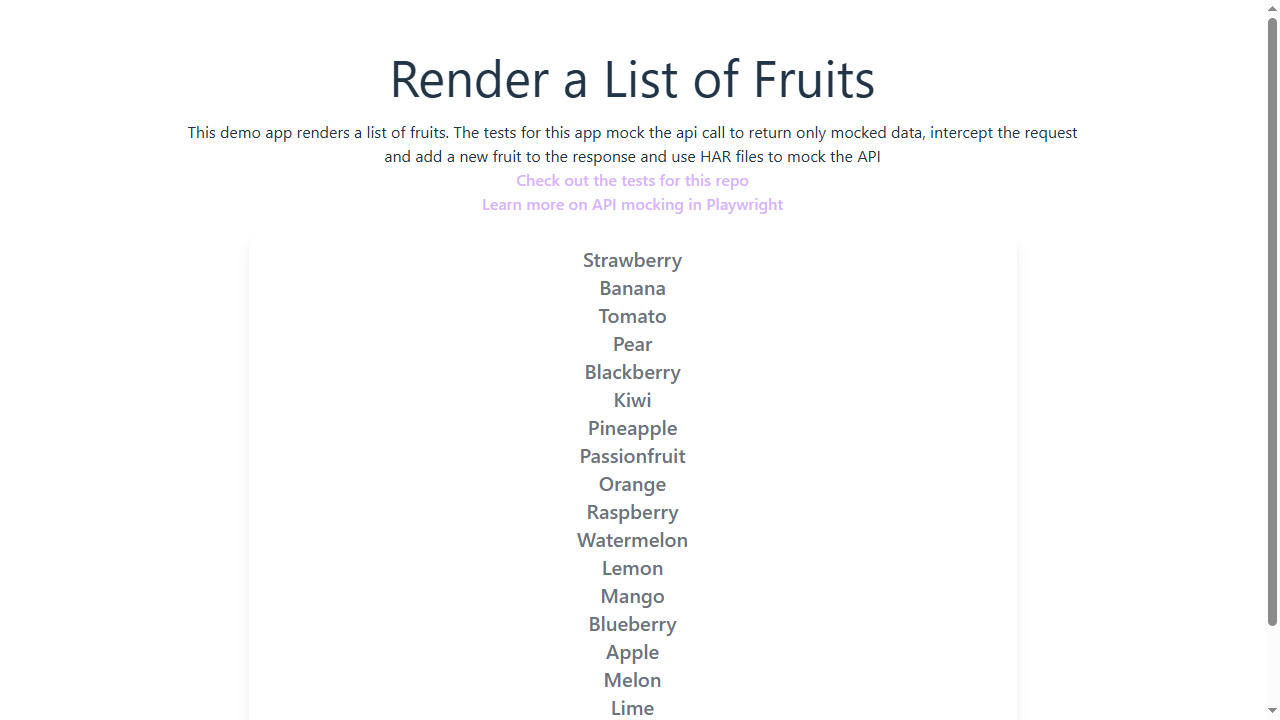 Render a List of Fruits
This demo app renders a list of fruits. The tests for this app mock the api call to return only mocked data, intercept the request
and add a new fruit to the response and use HAR files to mock the API
Check out the tests for this repo
Learn more on API mocking in Playwright
Strawberry
Banana
Tomato
Pear
Blackberry
Kiwi
Pineapple
Passionfruit
Orange
Raspberry
Watermelon
Lemon
Mango
Blueberry
Apple
Melon
Lime